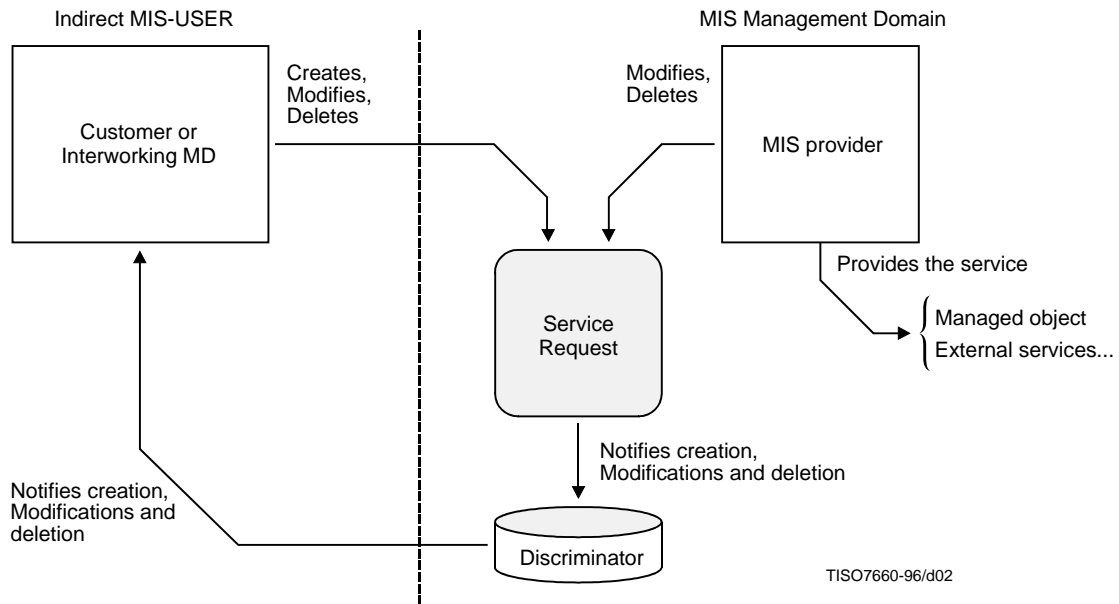 Indirect MIS-USER
MIS Management Domain
Customer or
Interworking MD
Creates,
Modifies,
Deletes
Modifies,
Deletes
MIS provider
Provides the service
Managed object
External services...
Service
Request
Notifies creation,
Modifications and deletion
Notifies creation,
Modifications and
deletion
Discriminator
TISO7660-96/d02